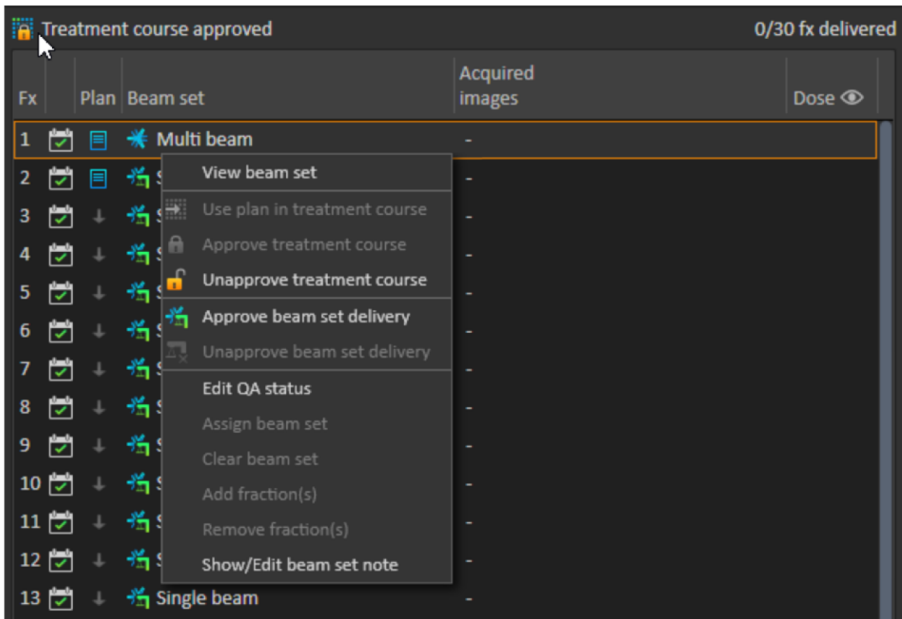 Treatment course approved 0/30 fx delivered
Acquired
Fx Plan Beam set images Dose
1 Multi beam -
View beam set
2 S -
Use plan in treatment course
3 S -
Approve treatment course
4 S -
Unapprove treatment course
5 S -
Approve beam set delivery
6 S -
Unapprove beam set delivery
7 S -
Edit QA status
8 S -
Assign beam set
9 S -
Clear beam set
10 S -
Add fraction(s)
11 S -
Remove fraction(s)
12 S -
Show/Edit beam set note
13 Single beam -